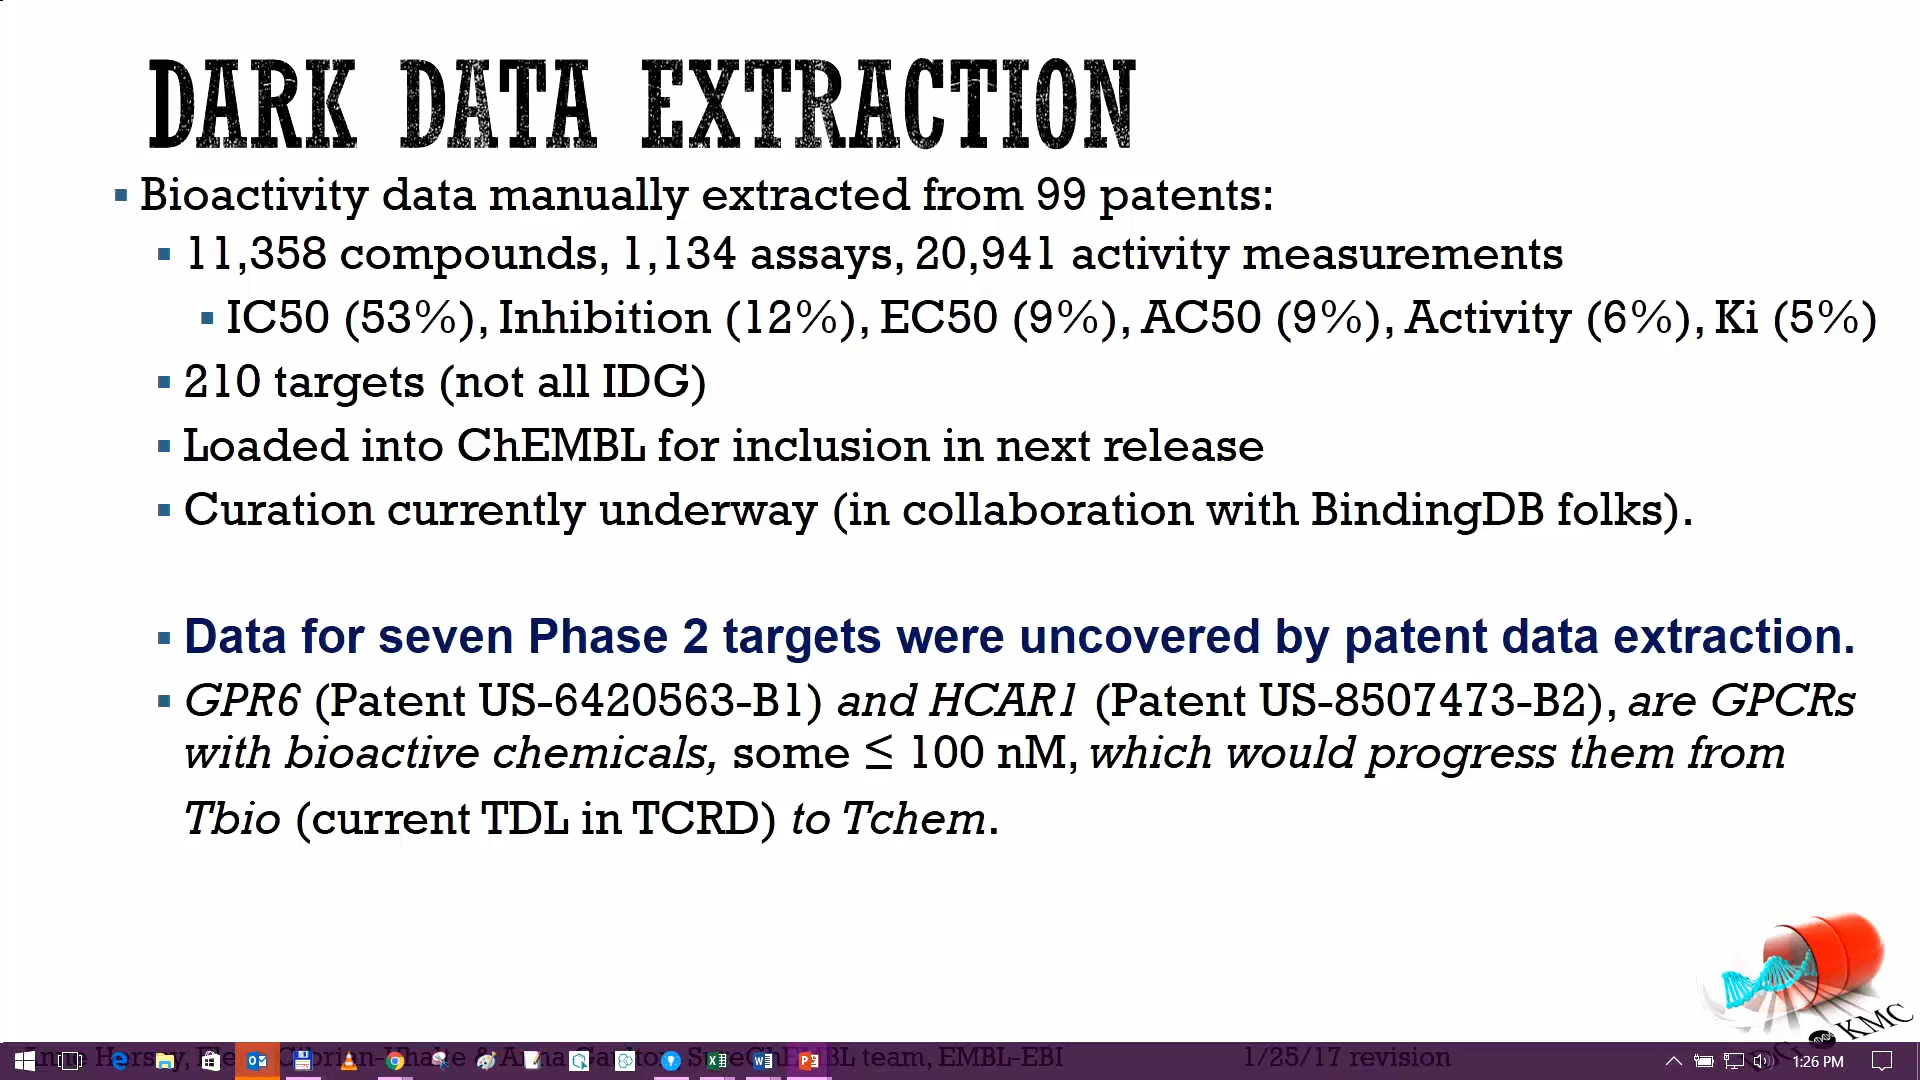 DARK DATA EXTRACTION
Bioactivity data manually extracted from 99 patents:
11,358 compounds, 1,134 assays, 20,941 activity measurements
IC50 (53%), Inhibition (12%), EC50 (9%), AC50 (9%), Activity (6%), Ki (5%)
210 targets (not all IDG)
Loaded into ChEMBL for inclusion in next release
Curation currently underway (in collaboration with BindingDB folks).
Data for seven Phase 2 targets were uncovered by patent data extraction.
GPR6 (Patent US-6420563-B1) and HCAR1 (Patent US-8507473-B2), are GPCRs
with bioactive chemicals, some ≤ 100 nM, which would progress them from
Tbio (current TDL in TCRD) to Tchem.
KMC
team, EMBL-EBI 1/25/17 revision
1:26 PM